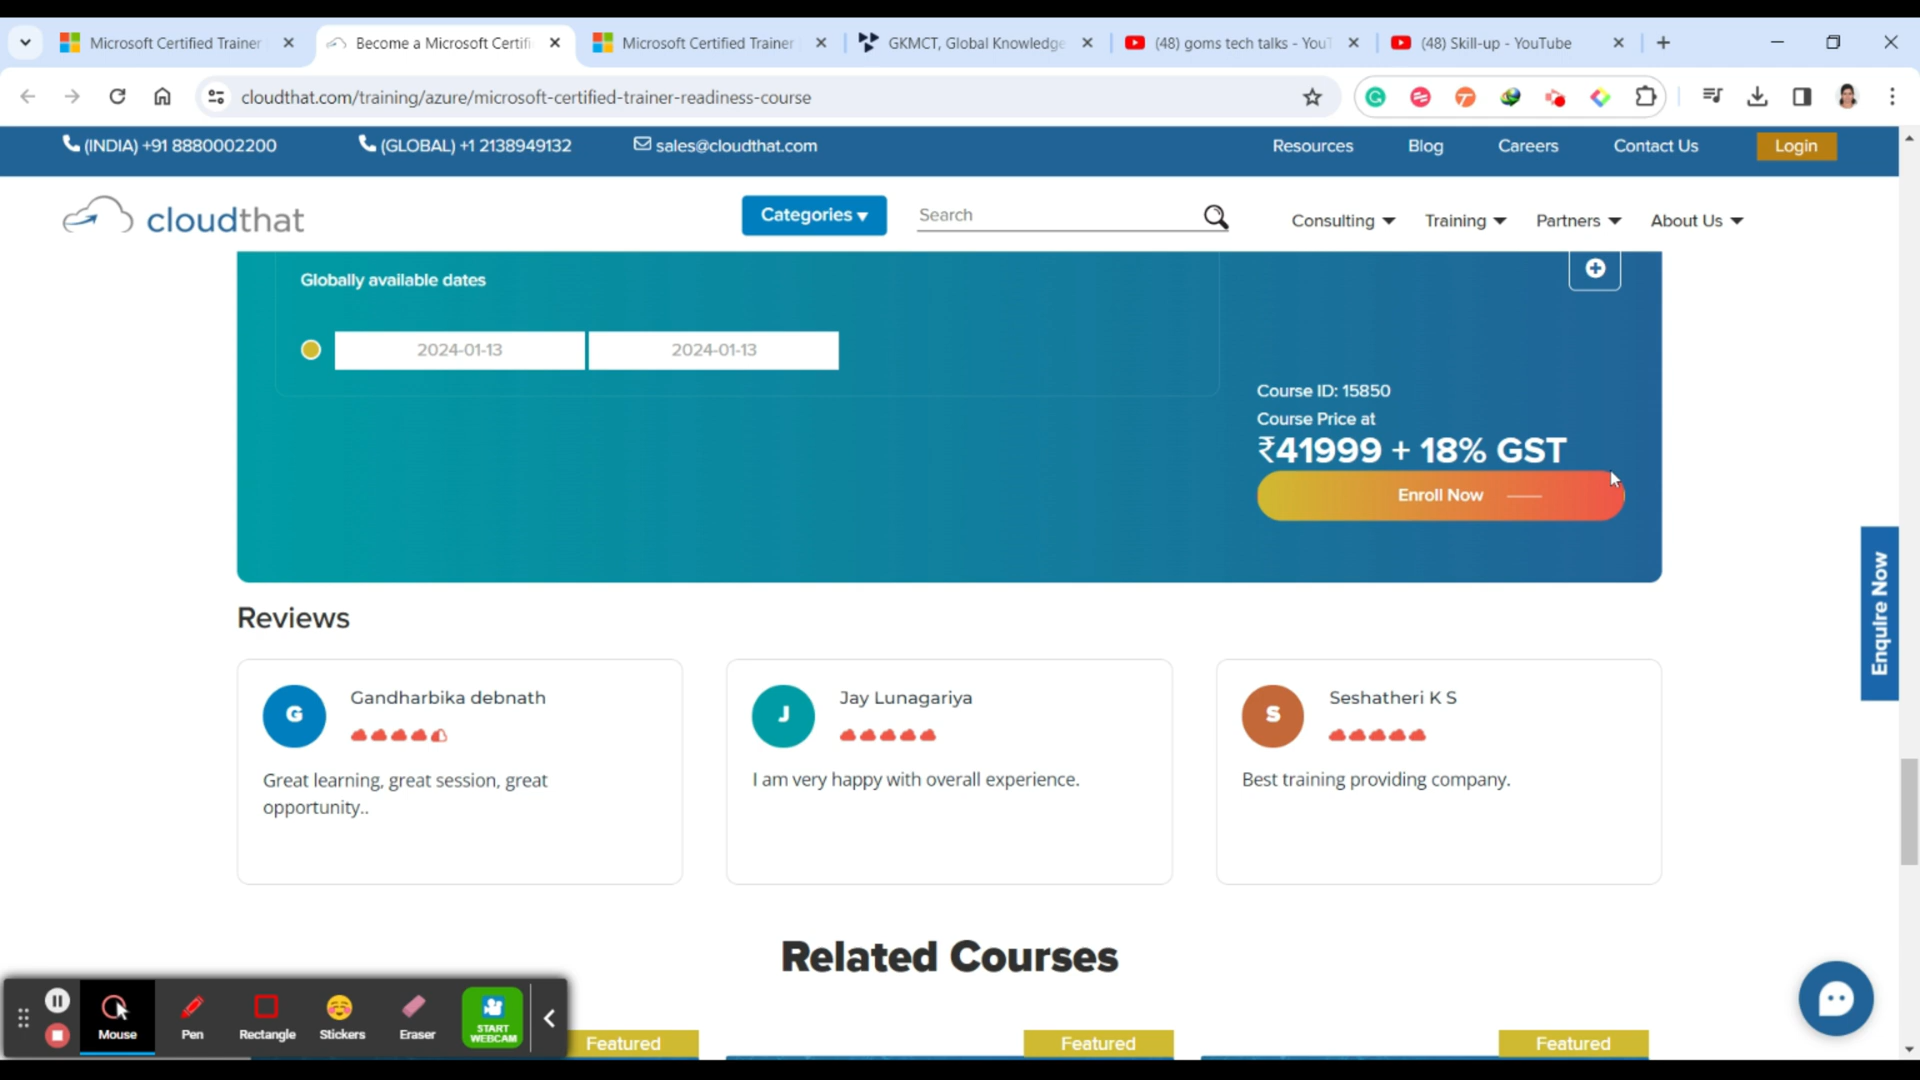 Microsoft Certified Trainer
Become a Microsoft Certifi
Microsoft Certified Trainer
GKMCT, Global Knowledge
(48) goms tech talks - YouT
(48) Skill-up - YouTube
cloudthat.com/training/azure/microsoft-certified-trainer-readiness-course
(INDIA) +91 8880002200
(GLOBAL) +1 2138949132
sales@cloudthat.com
Resources
Blog
Careers
Contact Us
Login
cloudthat
Categories
Search
Consulting
Training
Partners
About Us
Globally available dates
2024-01-13
2024-01-13
Course ID: 15850
Course Price at
₹41999 + 18% GST
Enroll Now
Enquire Now
Reviews
G
Gandharbika debnath
Great learning, great session, great
opportunity..
J
Jay Lunagariya
I am very happy with overall experience.
S
Seshatheri K S
Best training providing company.
Related Courses
Featured
Featured
Featured
Mouse
Pen
Rectangle
Stickers
Eraser
START
WEBCAM